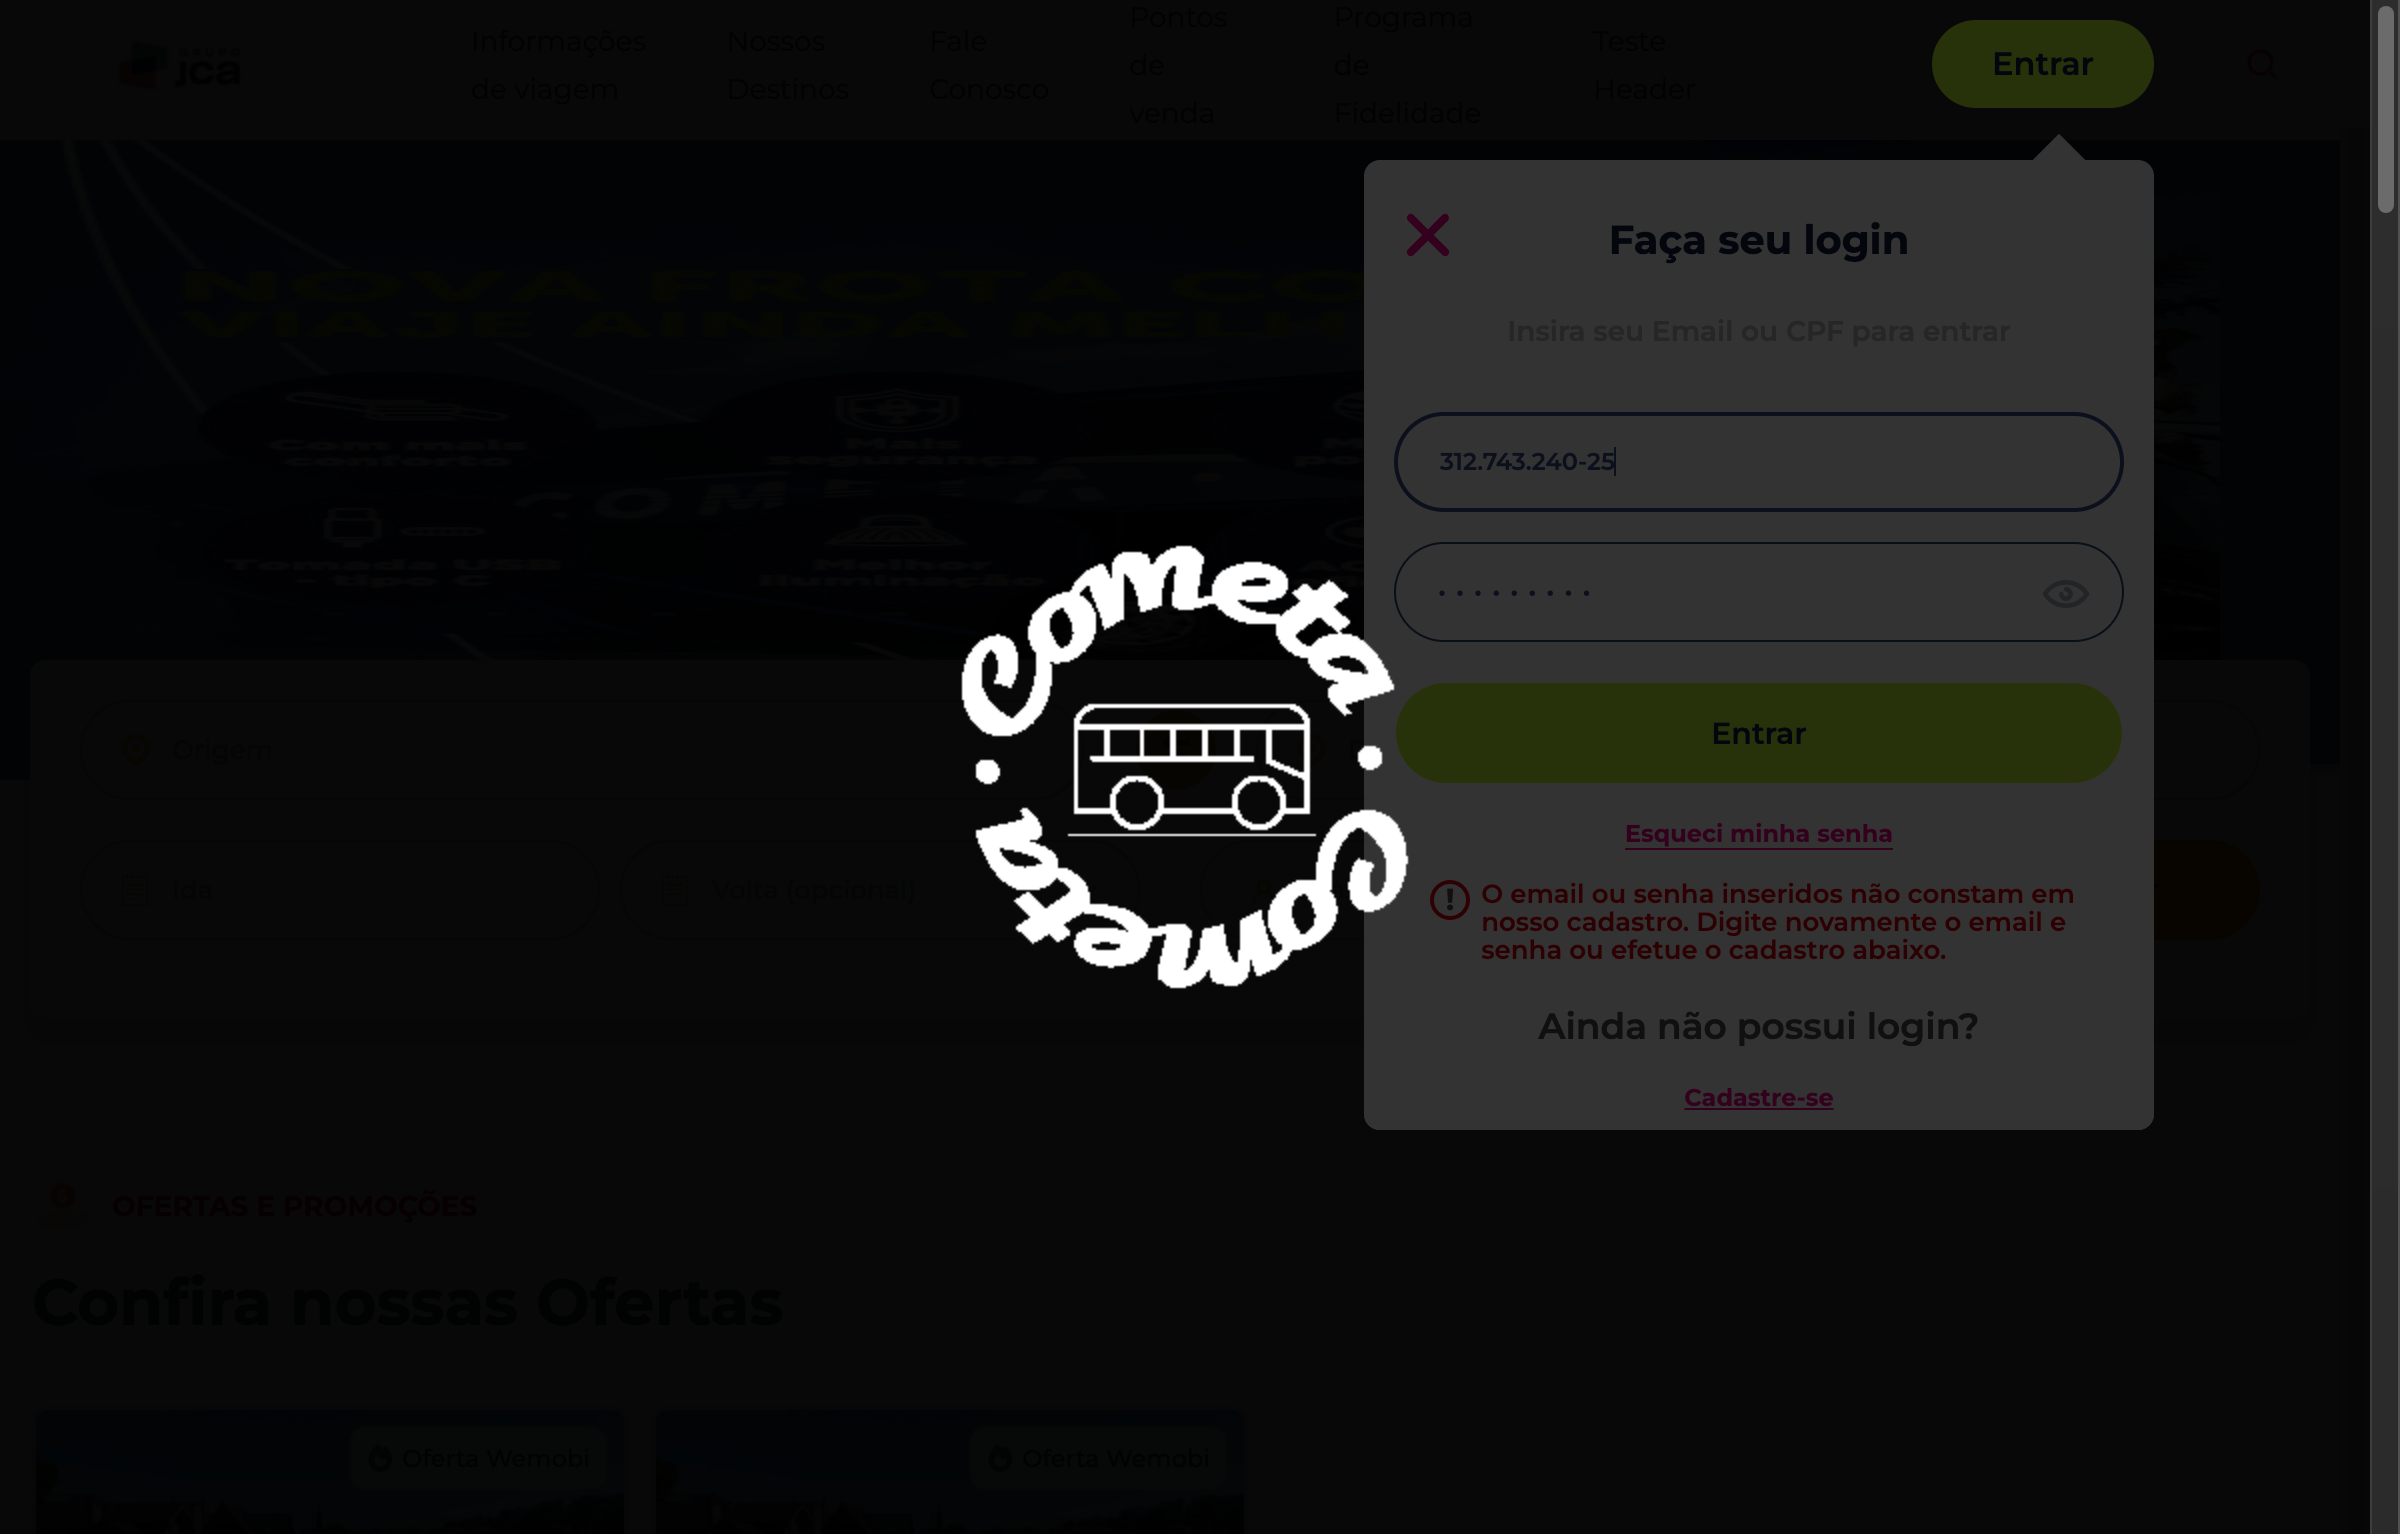 GRUPO
jca
Informações
de viagem
Nossos
Destinos
Fale
Conosco
Pontos
de
venda
Programa
de
Fidelidade
Teste
Header
Entrar
NOVA FROTA CO
VIAJE AINDA MELH
Com mais
conforto
Mais
segurança
COMETA
Tomada USB
- tipo C
Melhor
iluminação
Faça seu login
Insira seu Email ou CPF para entrar
312.743.240-25
Entrar
Esqueci minha senha
O email ou senha inseridos não constam em
nosso cadastro. Digite novamente o email e
senha ou efetue o cadastro abaixo.
Ainda não possui login?
Cadastre-se
Cometa
Cometa
Origem
Ida
Volta (opcional)
OFERTAS E PROMOÇÕES
Confira nossas Ofertas
Oferta Wemobi
Oferta Wemobi